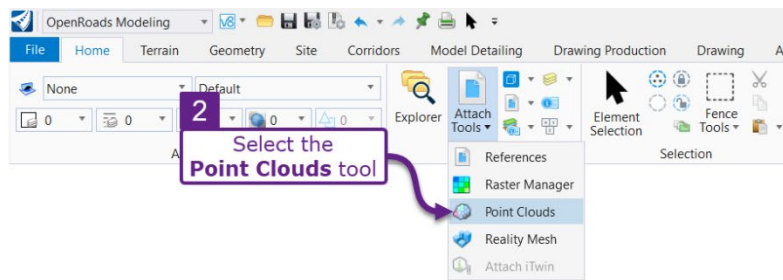 OpenRoads Modeling
File Home Terrain Geometry Site Corridors Model Detailing Drawing Production Drawing A
None Default
0 0 0 0
Explorer Attach Tools Element Selection Fence Tools
2
Select the
Point Clouds tool
A Selection
References
Raster Manager
Point Clouds
Reality Mesh
Attach iTwin